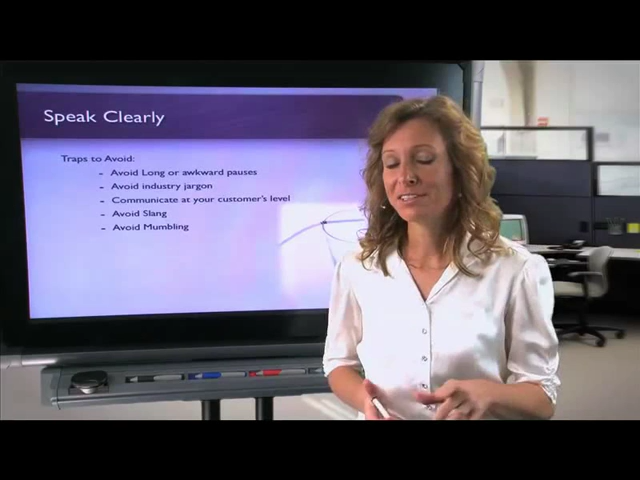 Speak Clearly
Traps to Avoid:
- Avoid Long or awkward pauses
- Avoid industry jargon
- Communicate at your customer's level
- Avoid Slang
- Avoid Mumbling